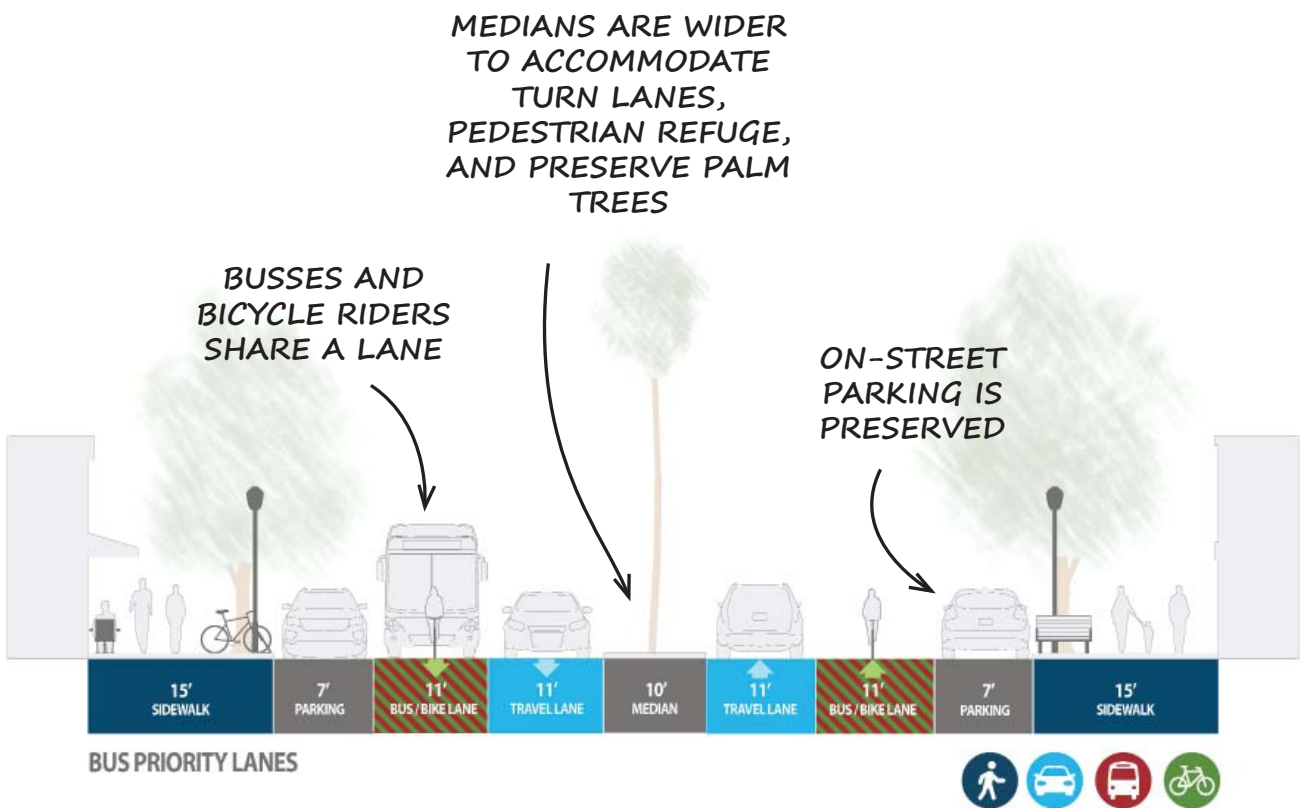 MEDIANS ARE WIDER
TO ACCOMMODATE
TURN LANES,
PEDESTRIAN REFUGE,
AND PRESERVE PALM
TREES
BUSSES AND
BICYCLE RIDERS
SHARE A LANE
ON-STREET
PARKING IS
PRESERVED
15'
SIDEWALK
7'
PARKING
11'
BUS / BIKE LANE
11'
TRAVEL LANE
10'
MEDIAN
11'
TRAVEL LANE
11'
BUS / BIKE LANE
7'
PARKING
15'
SIDEWALK
BUS PRIORITY LANES